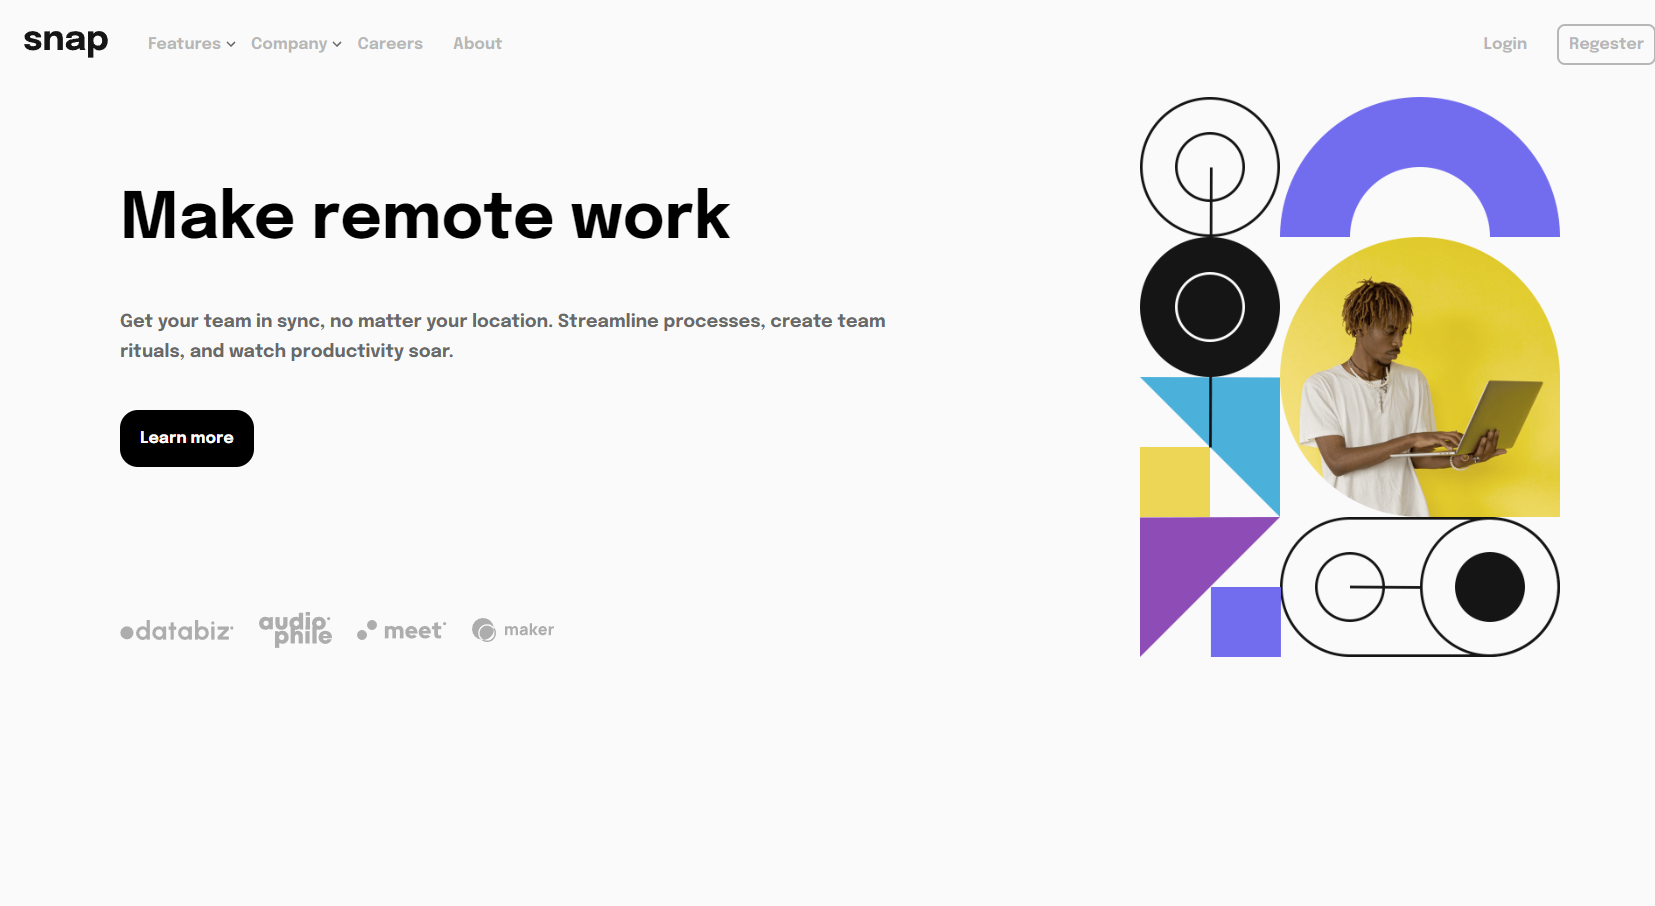 snap Features Company Careers About Login Regester
Make remote work
Get your team in sync, no matter your location. Streamline processes, create team
rituals, and watch productivity soar.
Learn more
databiz audiophile meet maker